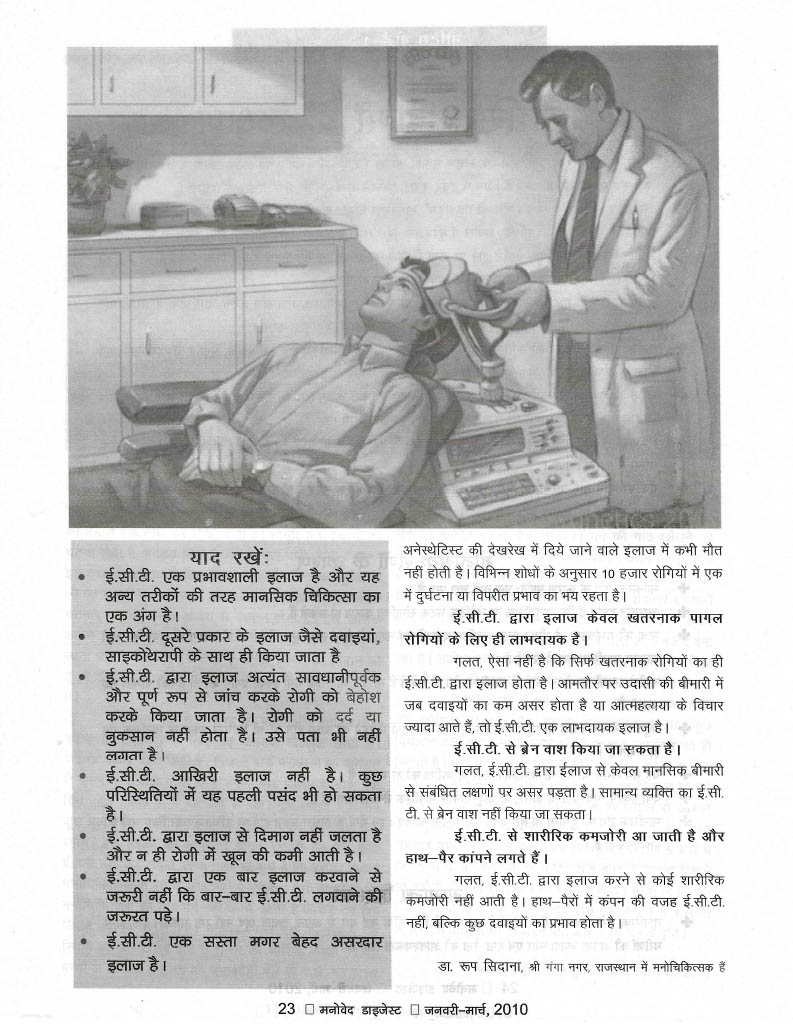 याद रखें:
• ई.सी.टी. एक प्रभावशाली इलाज है और यह
अन्य तरीकों की तरह मानसिक चिकित्सा का
एक अंग है।
• ई.सी.टी. दूसरे प्रकार के इलाज जैसे दवाइयां,
साइकोथेरापी के साथ ही किया जाता है
• ई.सी.टी. द्वारा इलाज अत्यंत सावधानीपूर्वक
और पूर्ण रूप से जांच करके रोगी को बेहोश
करके किया जाता है। रोगी को दर्द या
नुकसान नहीं होता है। उसे पता भी नहीं
लगता है।
• ई.सी.टी. आखिरी इलाज नहीं है। कुछ
परिस्थितियों में यह पहली पसंद भी हो सकता
है।
• ई.सी.टी. द्वारा इलाज से दिमाग नहीं जलता है
और न ही रोगी में खून की कमी आती है।
• ई.सी.टी. द्वारा एक बार इलाज करवाने से
जरूरी नहीं कि बार–बार ई.सी.टी. लगवाने की
जरूरत पड़े।
• ई.सी.टी. एक सस्ता मगर बेहद असरदार
इलाज है।
अनेस्थेटिस्ट की देखरेख में दिये जाने वाले इलाज में कभी मौत
नहीं होती है। विभिन्न शोधों के अनुसार 10 हजार रोगियों में एक
में दुर्घटना या विपरीत प्रभाव का भय रहता है।
ई.सी.टी. द्वारा इलाज केवल खतरनाक पागल
रोगियों के लिए ही लाभदायक है।
गलत, ऐसा नहीं है कि सिर्फ खतरनाक रोगियों का ही
ई.सी.टी. द्वारा इलाज होता है। आमतौर पर उदासी की बीमारी में
जब दवाइयों का कम असर होता है या आत्महत्यया के विचार
ज्यादा आते हैं, तो ई.सी.टी. एक लाभदायक इलाज है।
ई.सी.टी. से ब्रेन वाश किया जा सकता है।
गलत, ई.सी.टी. द्वारा ईलाज से केवल मानसिक बीमारी
से संबधित लक्षणों पर असर पड़ता है। सामान्य व्यक्ति का ई.सी.
टी. से ब्रेन वाश नहीं किया जा सकता।
ई.सी.टी. से शारीरिक कमजोरी आ जाती है और
हाथ–पैर कांपने लगते हैं।
गलत, ई.सी.टी. द्वारा इलाज करने से कोई शारीरिक
कमजोरी नहीं आती है। हाथ–पैरों में कंपन की वजह ई.सी.टी.
नहीं, बल्कि कुछ दवाइयों का प्रभाव होता है।
डा. रूप सिदाना, श्री गंगा नगर, राजस्थान में मनोचिकित्सक हैं
23 □ मनोवेद डाइजेस्ट □ जनवरी–मार्च, 2010